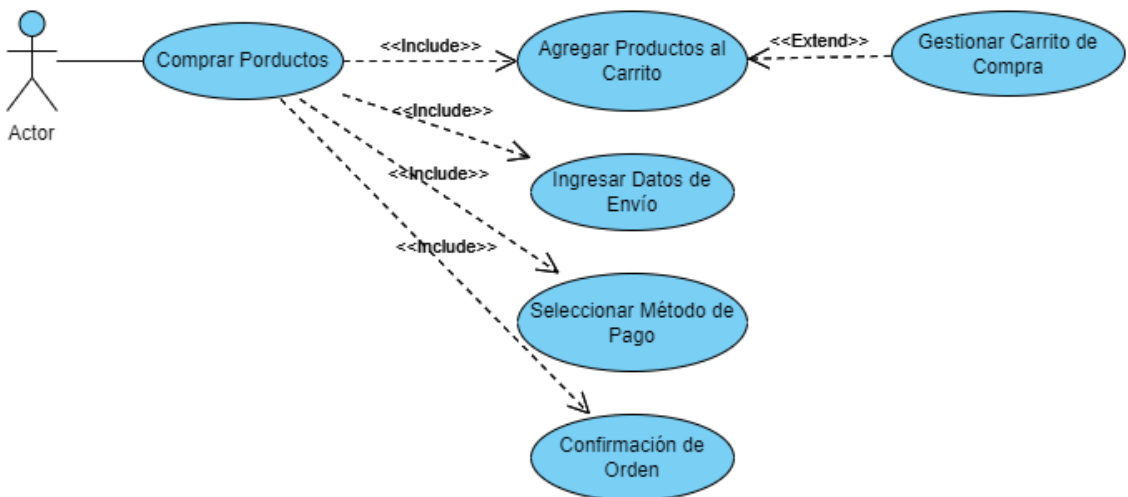 Actor
Comprar Porductos
<<Include>>
Agregar Productos al
Carrito
<<Extend>>
Gestionar Carrito de
Compra
<<Include>>
Ingresar Datos de
Envío
<<Include>>
Seleccionar Método de
Pago
<<Include>>
Confirmación de
Orden